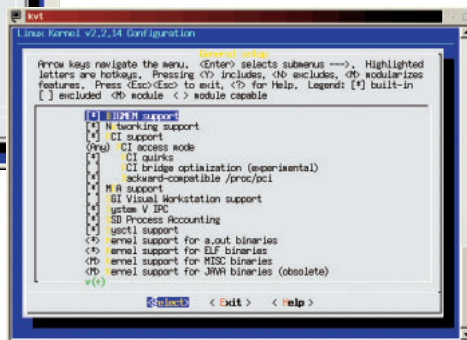 kvt
Linux Kernel v2.2.14 Configuration
General setup
Arrow keys navigate the menu. <Enter> selects submenus --->. Highlighted
letters are hotkeys. Pressing <Y> includes, <N> excludes, <M> modularizes
features. Press <Esc><Esc> to exit, <?> for Help. Legend: [*] built-in
[ ] excluded <M> module < > module capable
[*] BIGMEM support
[*] Networking support
[*] PCI support
(Any) PCI access mode
[*] PCI quirks
[*] PCI bridge optimization (experimental)
[*] Backward-compatible /proc/pci
[ ] MCA support
[ ] SGI Visual Workstation support
[*] System V IPC
[*] BSD Process Accounting
[*] Sysctl support
<*> Kernel support for a.out binaries
<*> Kernel support for ELF binaries
<M> Kernel support for MISC binaries
<M> Kernel support for JAVA binaries (obsolete)
v(+)
<Select> < Exit > < Help >